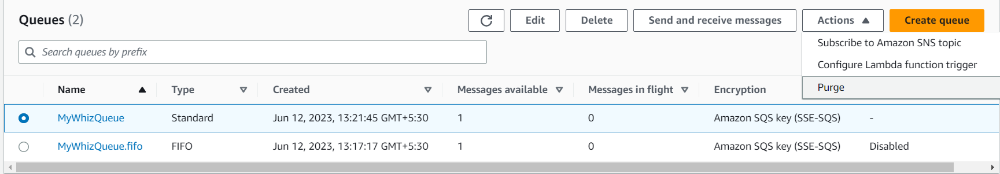 Queues (2)
Edit
Delete
Send and receive messages
Actions
Create queue
Search queues by prefix
Subscribe to Amazon SNS topic
Configure Lambda function trigger
Purge
Name Type Created Messages available Messages in flight Encryption
MyWhizQueue Standard Jun 12, 2023, 13:21:45 GMT+5:30 1 0 Amazon SQS key (SSE-SQS) -
MyWhizQueue.fifo FIFO Jun 12, 2023, 13:17:17 GMT+5:30 1 0 Amazon SQS key (SSE-SQS) Disabled